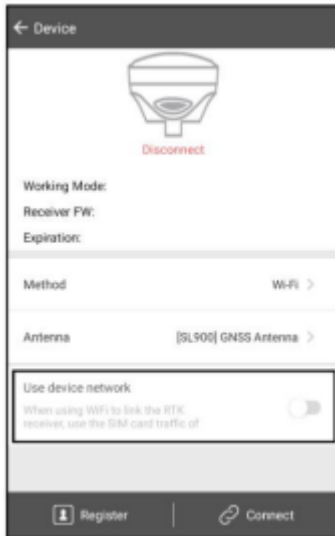 ← Device
Disconnect
Working Mode:
Receiver FW:
Expiration:
Method Wi-Fi >
Antenna [SL900] GNSS Antenna >
Use device network
When using WiFi to link the RTK
receiver, use the SIM card traffic of
Register
Connect